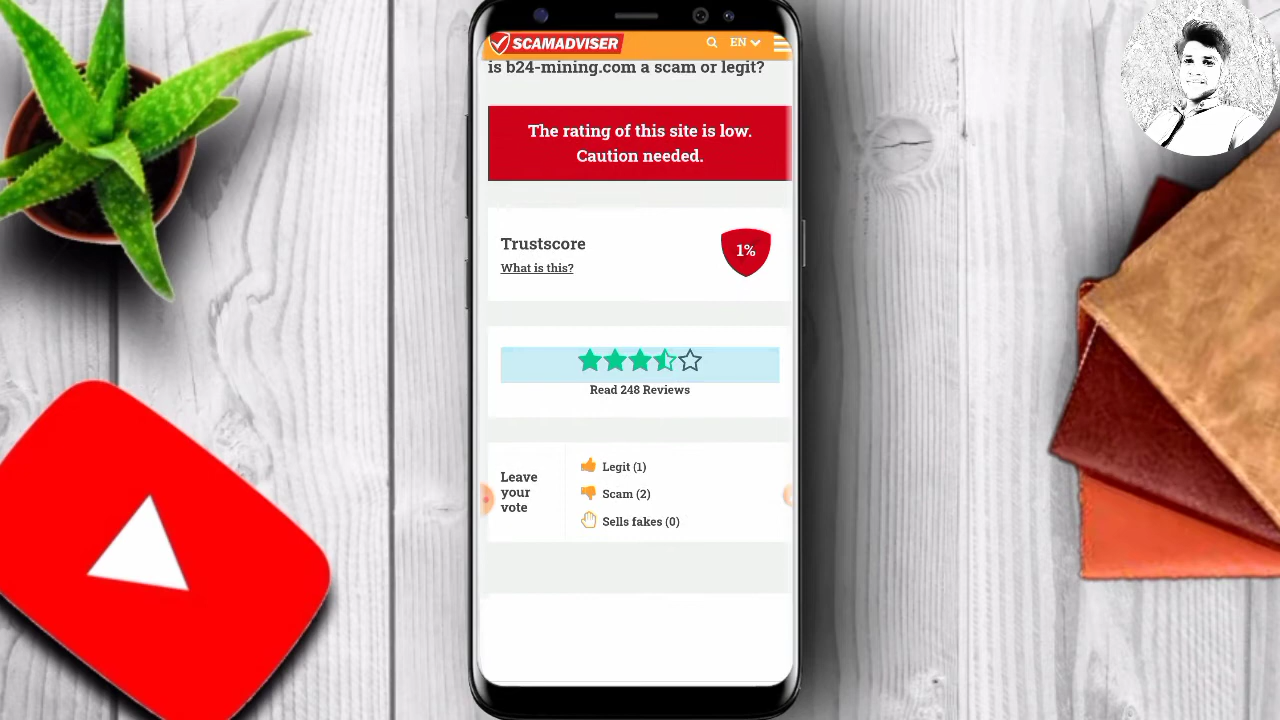 SCAMADVISER
EN
is b24-mining.com a scam or legit?
The rating of this site is low.
Caution needed.
Trustscore
1%
What is this?
Read 248 Reviews
Leave
your
vote
Legit (1)
Scam (2)
Sells fakes (0)